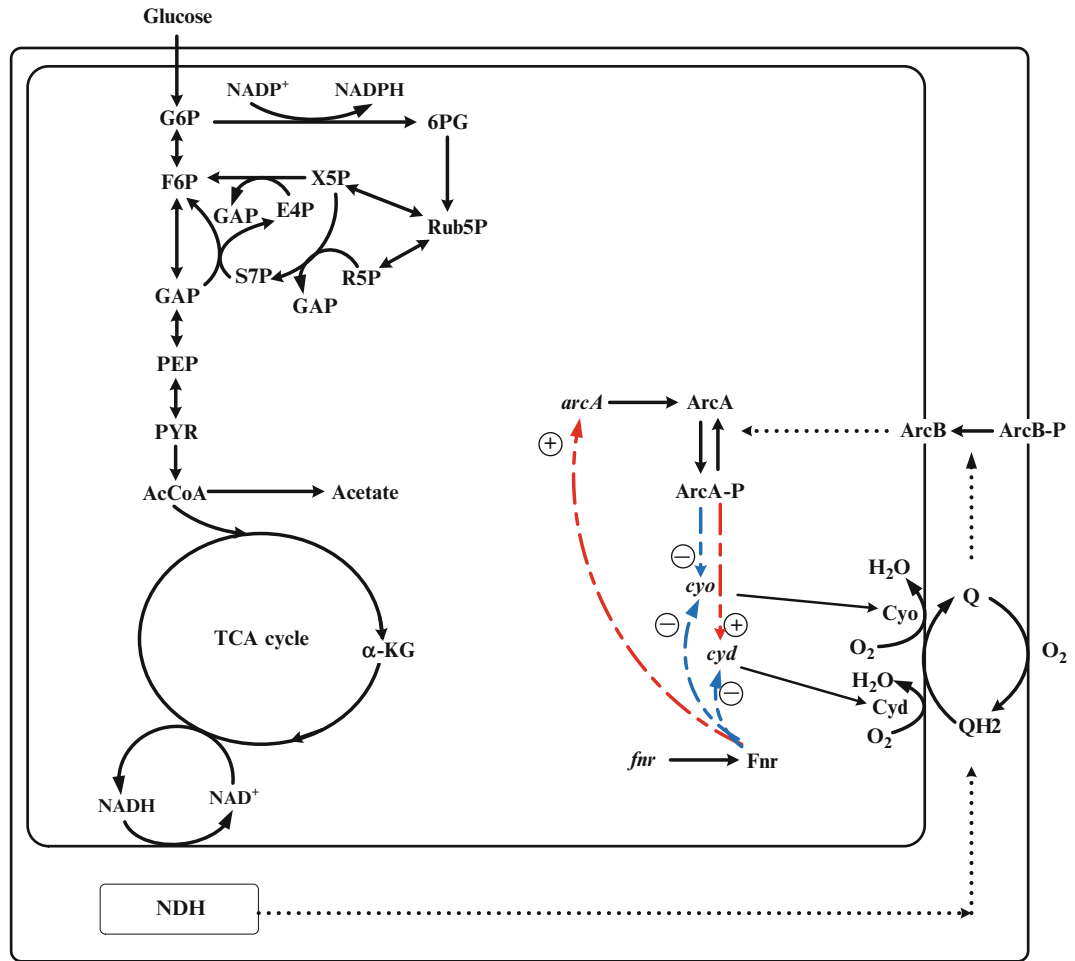 Glucose
NADP+ NADPH
G6P 6PG
F6P X5P
GAP E4P Rub5P
S7P R5P
GAP GAP
PEP
arcA ArcA
+
PYR ArcB ArcB-P
AcCoA Acetate ArcA-P
−
H2O
cyo Cyo Q
− +
TCA cycle α-KG cyd O2 O2
H2O
− Cyd
O2 QH2
fnr Fnr
NADH NAD+
NDH